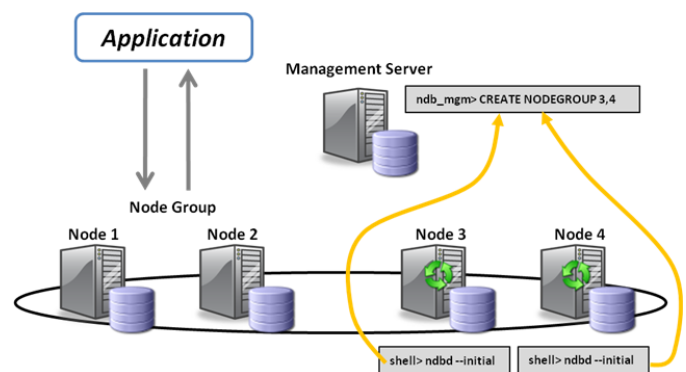 Application
Management Server
ndb_mgm> CREATE NODEGROUP 3,4
Node Group
Node 1
Node 2
Node 3
Node 4
shell> ndbd --initial
shell> ndbd --initial